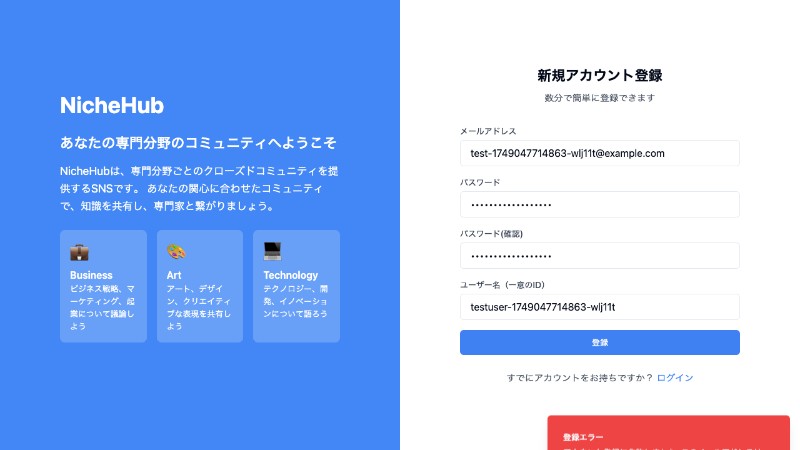 NicheHub
あなたの専門分野のコミュニティへようこそ
NicheHubは、専門分野ごとのクローズドコミュニティを提
供するSNSです。 あなたの関心に合わせたコミュニティ
で、知識を共有し、専門家と繋がりましょう。
Business
ビジネス戦略、マ
ーケティング、起
業について議論し
よう
Art
アート、デザイ
ン、クリエイティ
ブな表現を共有し
よう
Technology
テクノロジー、開
発、イノベーショ
ンについて語ろう
新規アカウント登録
数分で簡単に登録できます
メールアドレス
test-1749047714863-wlj11t@example.com
パスワード
••••••••••••••••••
パスワード(確認)
••••••••••••••••••
ユーザー名（一意のID）
testuser-1749047714863-wlj11t
登録
すでにアカウントをお持ちですか？ ログイン
登録エラー